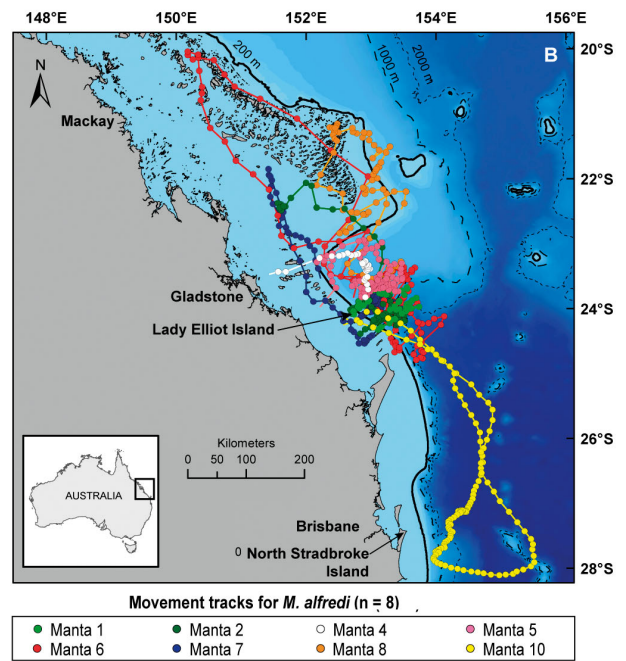 148°E 150°E 152°E 154°E 156°E
B
20°S
N
200 m
1000 m
2000 m
Mackay
22°S
Gladstone
24°S
Lady Elliot Island
Kilometers
0 100 200
26°S
AUSTRALIA
Brisbane
0 North Stradbroke
Island
28°S
Movement tracks for M. alfredi (n = 8)
Manta 1 Manta 2 Manta 4 Manta 5
Manta 6 Manta 7 Manta 8 Manta 10